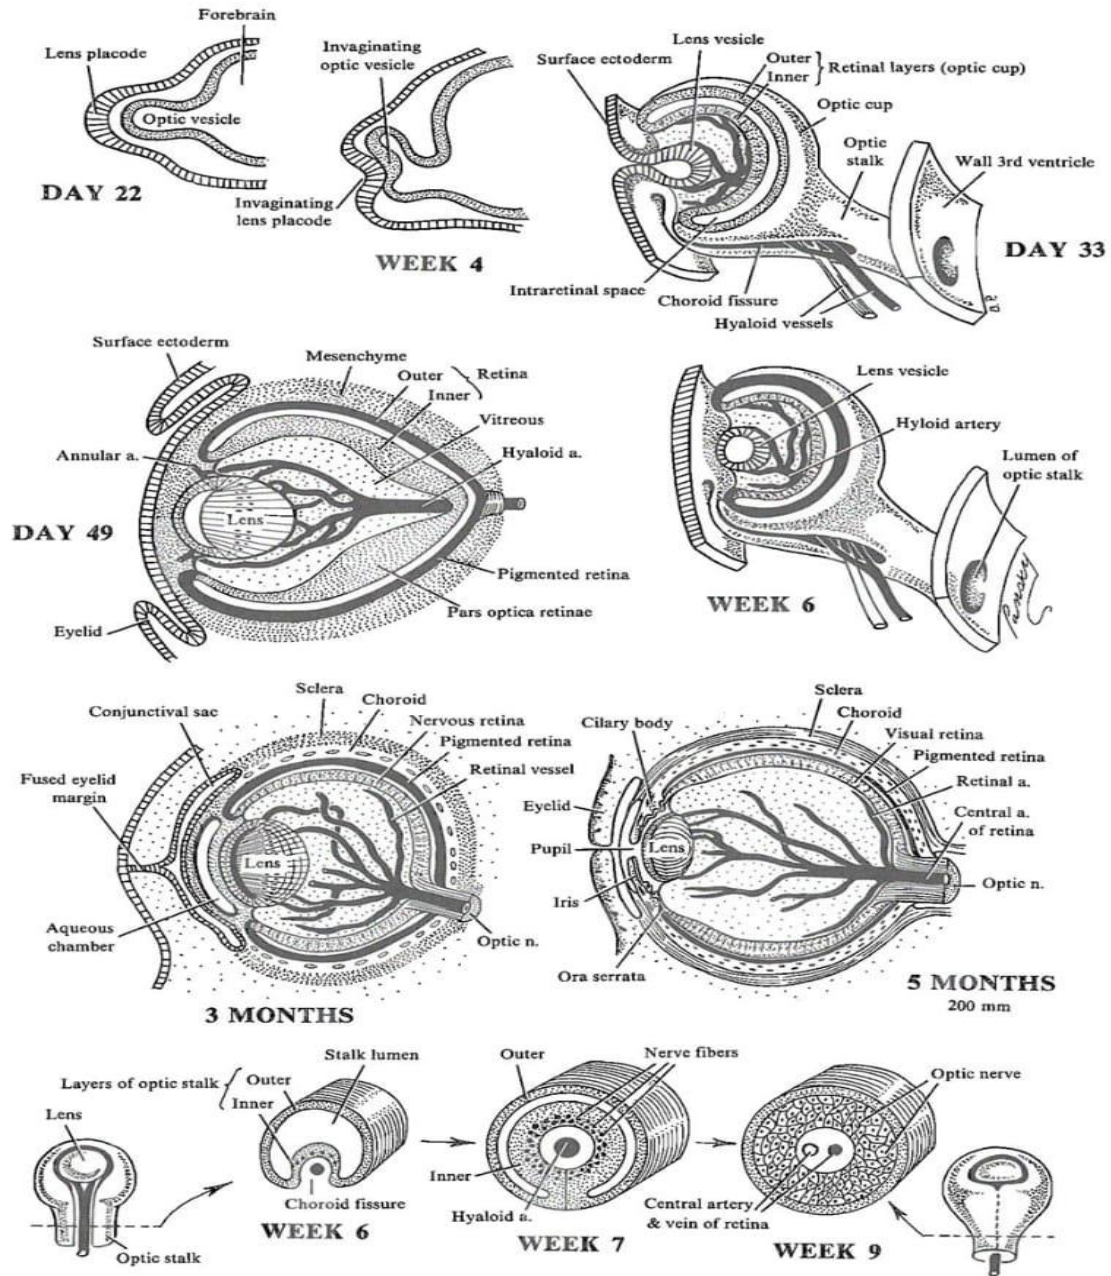 Forebrain
Lens placode
Optic vesicle
DAY 22
Invaginating
optic vesicle
Invaginating
lens placode
WEEK 4
Lens vesicle
Surface ectoderm
Outer
Inner
Retinal layers (optic cup)
Optic cup
Optic
stalk
Wall 3rd ventricle
DAY 33
Intraretinal space
Choroid fissure
Hyaloid vessels
Surface ectoderm
Mesenchyme
Outer
Inner
Retina
Vitreous
Hyaloid a.
Annular a.
Lens
DAY 49
Pigmented retina
Pars optica retinae
Eyelid
Lens vesicle
Hyloid artery
Lumen of
optic stalk
WEEK 6
Sclera
Choroid
Conjunctival sac
Nervous retina
Pigmented retina
Retinal vessel
Fused eyelid
margin
Lens
Aqueous
chamber
Optic n.
3 MONTHS
Sclera
Cilary body
Choroid
Visual retina
Pigmented retina
Retinal a.
Eyelid
Central a.
of retina
Pupil
Lens
Optic n.
Iris
Ora serrata
5 MONTHS
200 mm
Stalk lumen
Layers of optic stalk
Outer
Inner
Lens
Choroid fissure
WEEK 6
Optic stalk
Outer
Nerve fibers
Inner
Hyaloid a.
WEEK 7
Optic nerve
Central artery
& vein of retina
WEEK 9